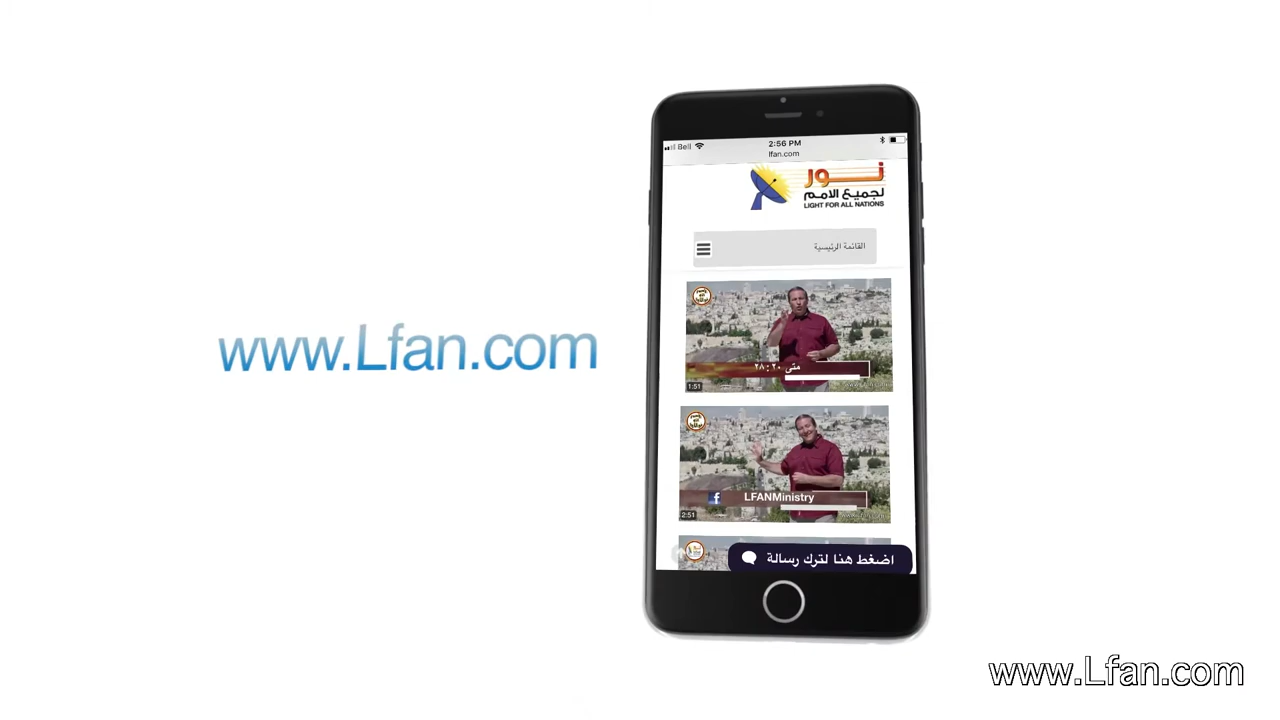 www.Lfan.com
Bell
2:56 PM
lfan.com
نور
لجميع الامم
LIGHT FOR ALL NATIONS
القائمة الرئيسية
متى ٢٠ : ٢٨
1:51
LFANMinistry
2:51
اضغط هنا لترك رسالة
www.Lfan.com